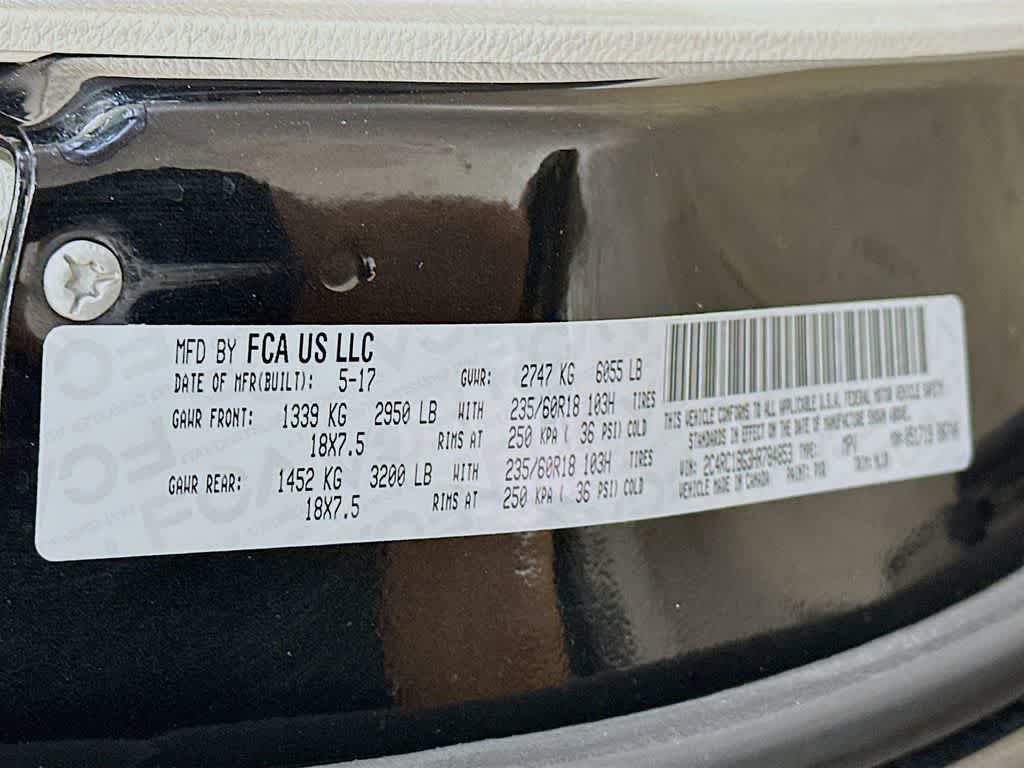 MFD BY FCA US LLC
DATE OF MFR(BUILT): 5-17 GVWR: 2747 KG 6055 LB
GAWR FRONT: 1339 KG 2950 LB WITH 235/60R18 103H TIRES
18X7.5 RIMS AT 250 KPA ( 36 PSI) COLD
GAWR REAR: 1452 KG 3200 LB WITH 235/60R18 103H TIRES
18X7.5 RIMS AT 250 KPA ( 36 PSI) COLD
THIS VEHICLE CONFORMS TO ALL APPLICABLE U.S.A. FEDERAL MOTOR VEHICLE SAFETY
STANDARDS IN EFFECT ON THE DATE OF MANUFACTURE SHOWN ABOVE.
VIN: TYPE: MPV
VEHICLE MADE IN CANADA PAINT: PXR